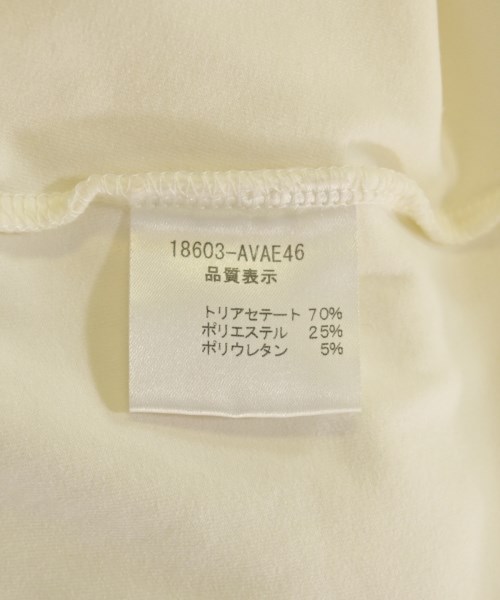 18603-AVAE46
品質表示
トリアセテート 70%
ポリエステル 25%
ポリウレタン 5%